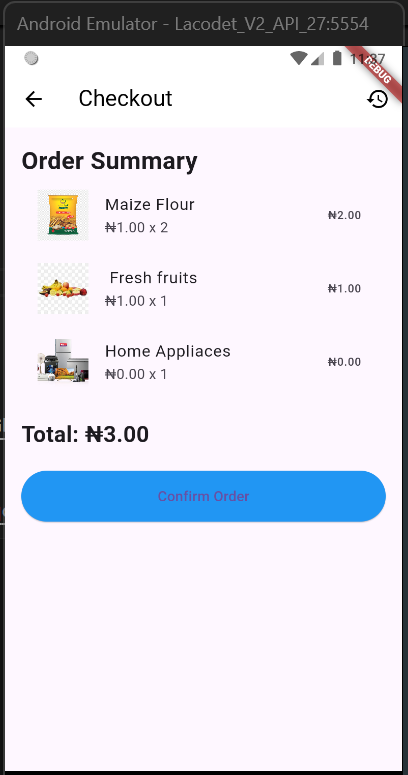 Android Emulator - Lacodet_V2_API_27:5554
11:37
DEBUG
Checkout
Order Summary
Maize Flour
₦1.00 x 2
₦2.00
Fresh fruits
₦1.00 x 1
₦1.00
Home Appliaces
₦0.00 x 1
₦0.00
Total: ₦3.00
Confirm Order